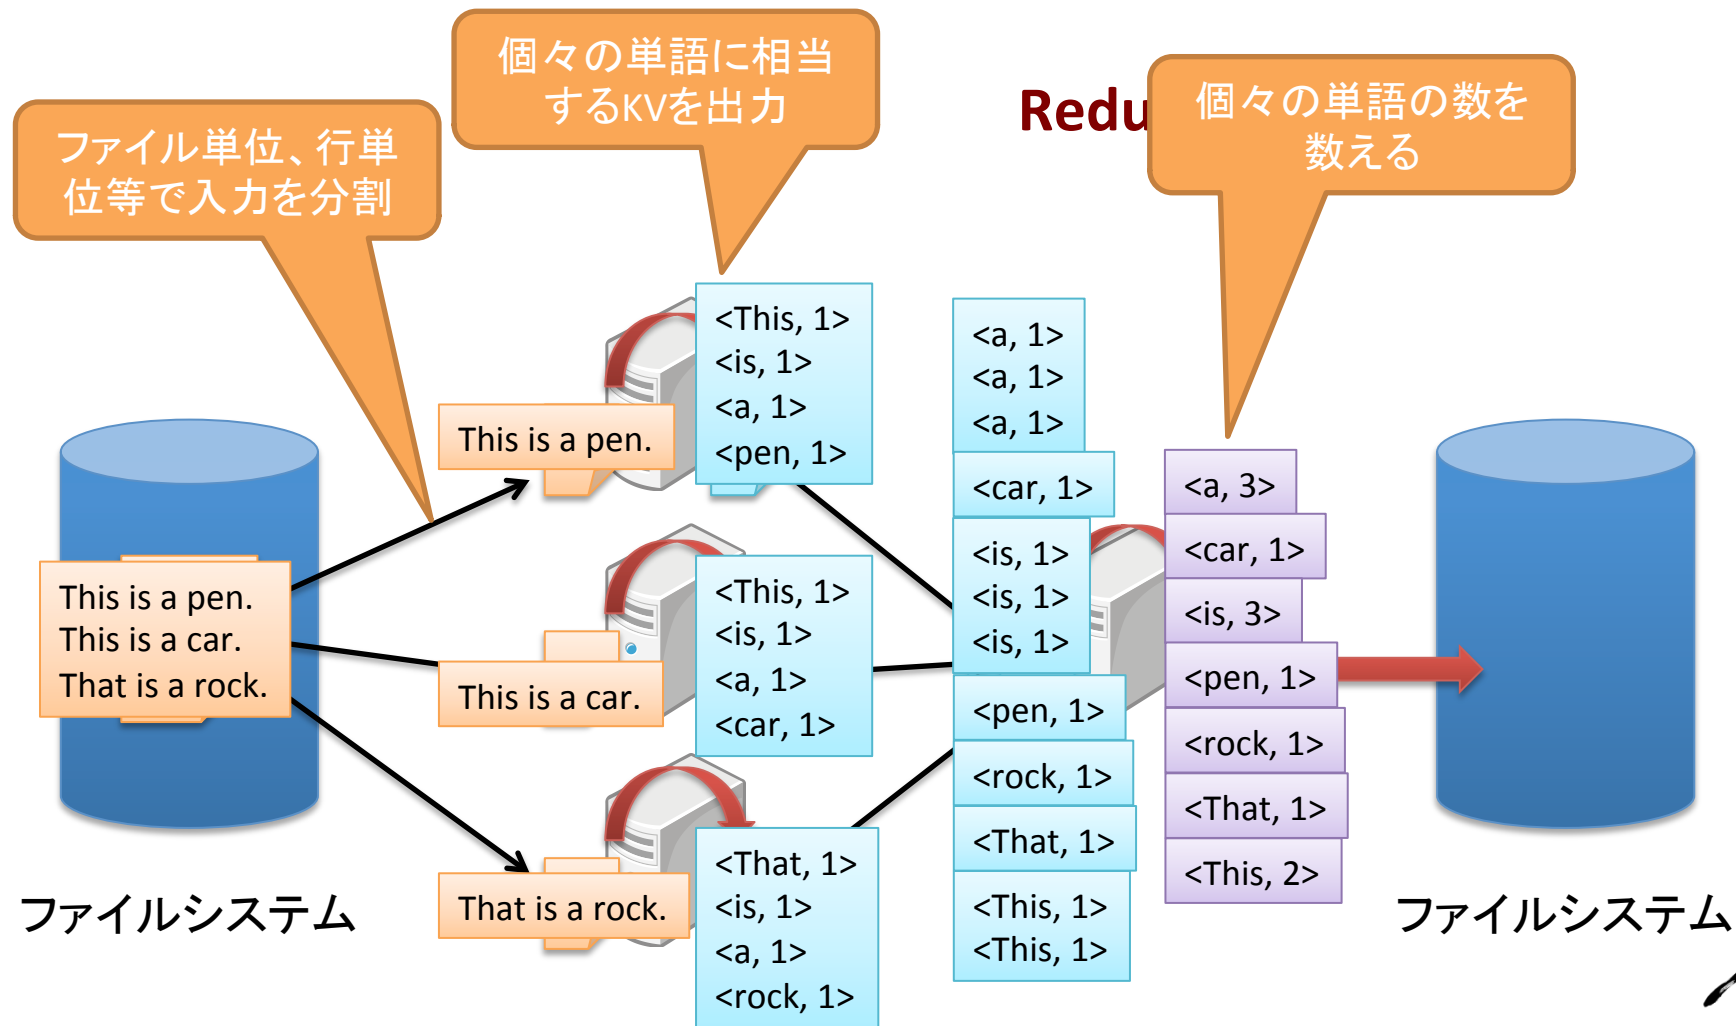 個々の単語に相当
するKVを出力
Redu
個々の単語の数を
数える
ファイル単位、行単
位等で入力を分割
This is a pen.
This is a car.
That is a rock.
ファイルシステム
This is a pen.
<This, 1>
<is, 1>
<a, 1>
<pen, 1>
This is a car.
<This, 1>
<is, 1>
<a, 1>
<car, 1>
That is a rock.
<That, 1>
<is, 1>
<a, 1>
<rock, 1>
<a, 1>
<a, 1>
<a, 1>
<car, 1>
<is, 1>
<is, 1>
<is, 1>
<pen, 1>
<rock, 1>
<That, 1>
<This, 1>
<This, 1>
<a, 3>
<car, 1>
<is, 3>
<pen, 1>
<rock, 1>
<That, 1>
<This, 2>
ファイルシステム